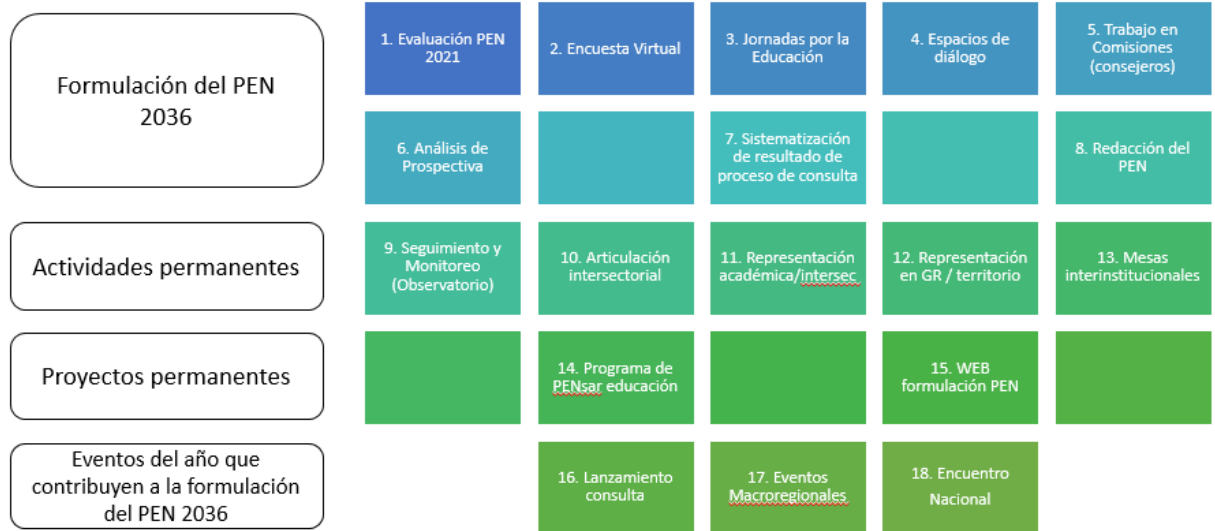 Formulación del PEN
2036
1. Evaluación PEN
2021
2. Encuesta Virtual
3. Jornadas por la
Educación
4. Espacios de
diálogo
5. Trabajo en
Comisiones
(consejeros)
6. Análisis de
Prospectiva
7. Sistematización
de resultado de
proceso de consulta
8. Redacción del
PEN
Actividades permanentes
9. Seguimiento y
Monitoreo
(Observatorio)
10. Articulación
intersectorial
11. Representación
académica/intersec.
12. Representación
en GR / territorio
13. Mesas
interinstitucionales
Proyectos permanentes
14. Programa de
PENsar educación
15. WEB
formulación PEN
Eventos del año que
contribuyen a la formulación
del PEN 2036
16. Lanzamiento
consulta
17. Eventos
Macroregionales
18. Encuentro
Nacional